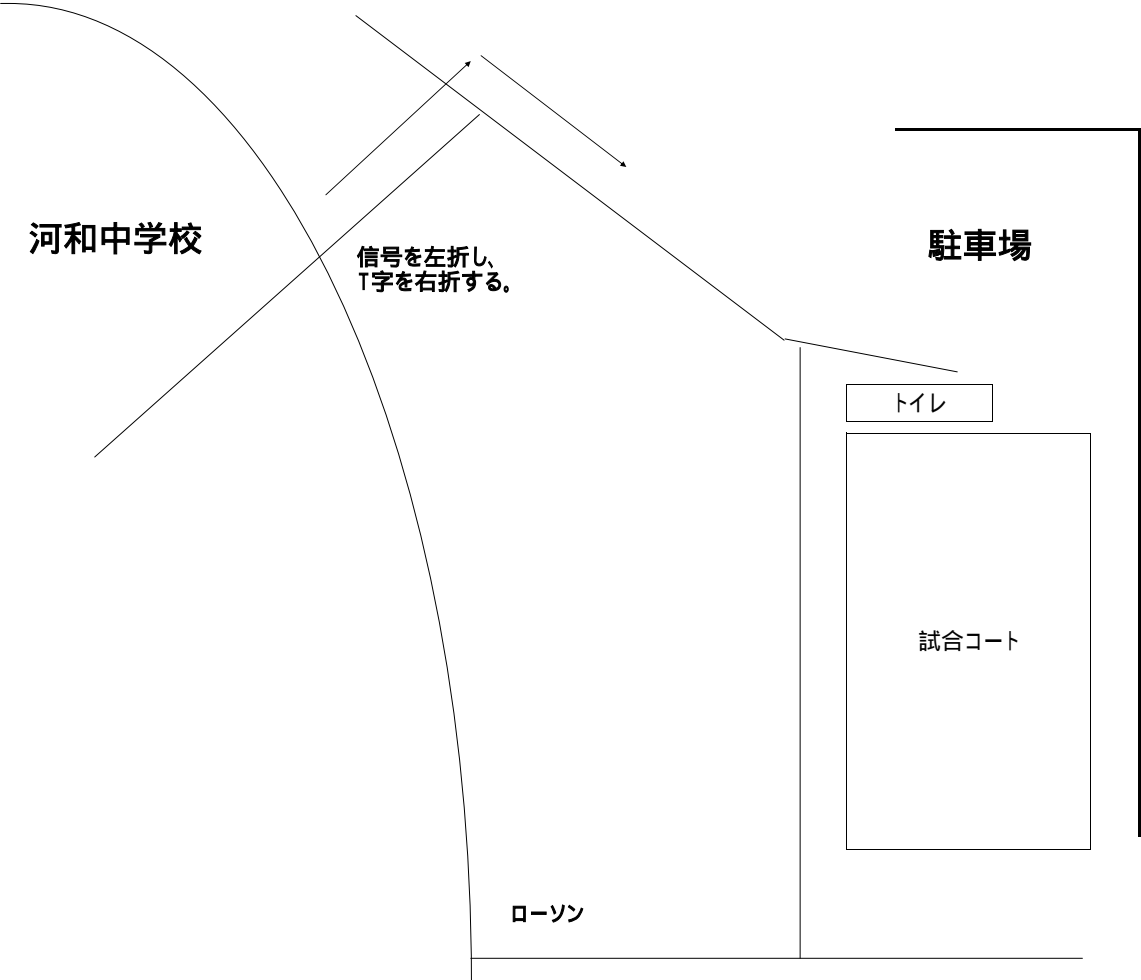 河和中学校
駐車場
信号を左折し、
T字を右折する。
トイレ
試合コート
ローソン